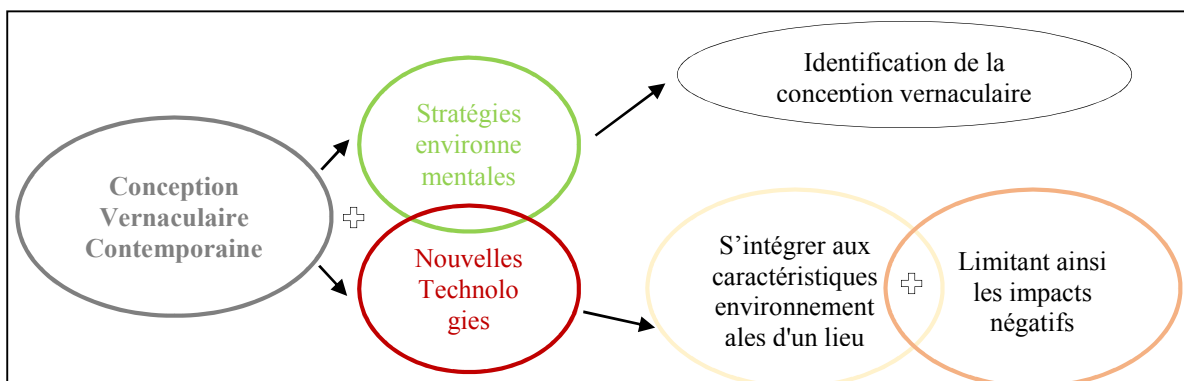 Conception
Vernaculaire
Contemporaine
Stratégies
environne
mentales
Nouvelles
Technolo
gies
Identification de la
conception vernaculaire
S’intégrer aux
caractéristiques
environnement
ales d'un lieu
Limitant ainsi
les impacts
négatifs